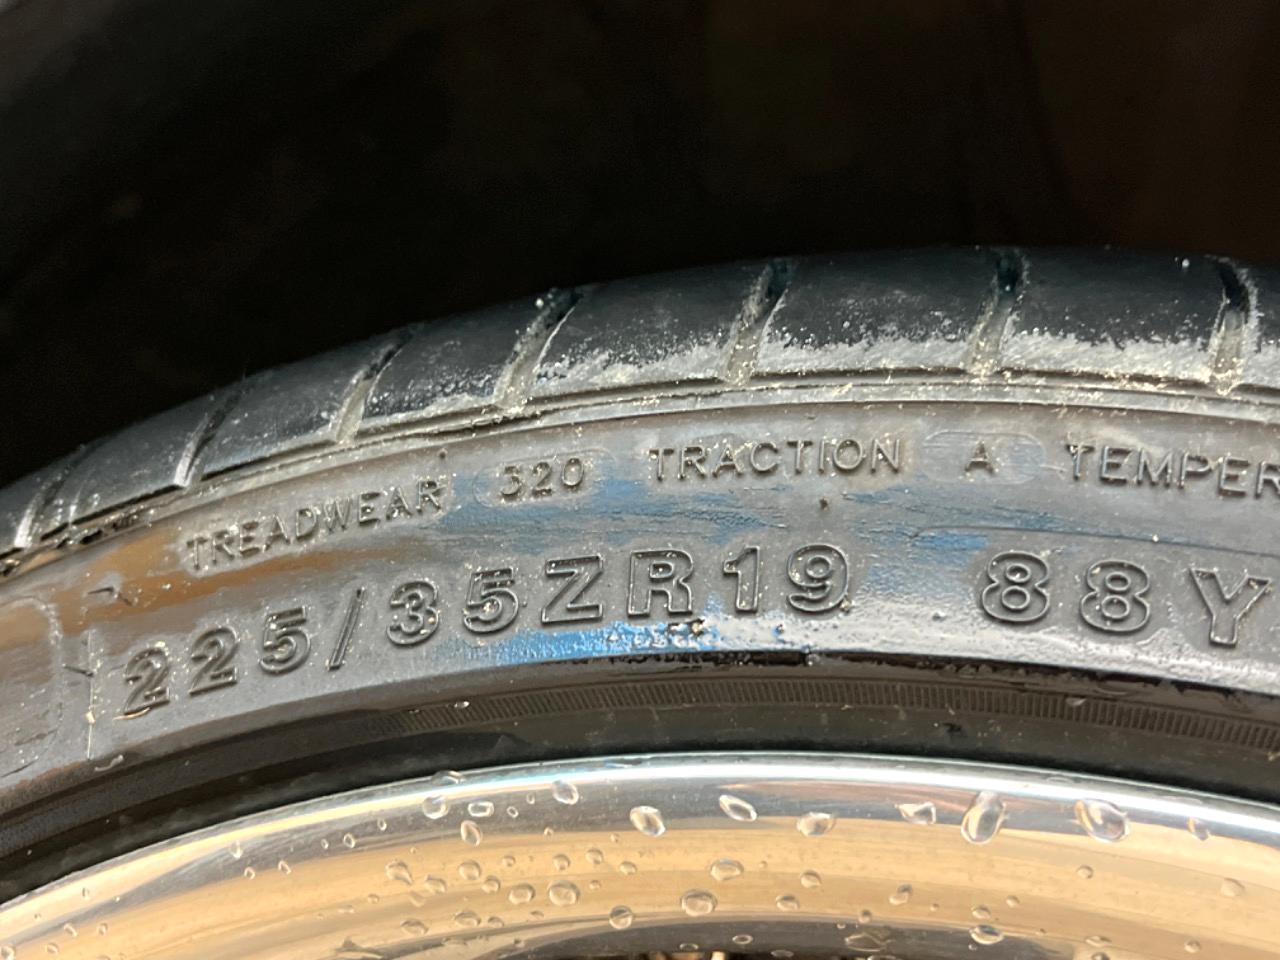 TREADWEAR 320 TRACTION A TEMPER
225/35ZR19 88Y